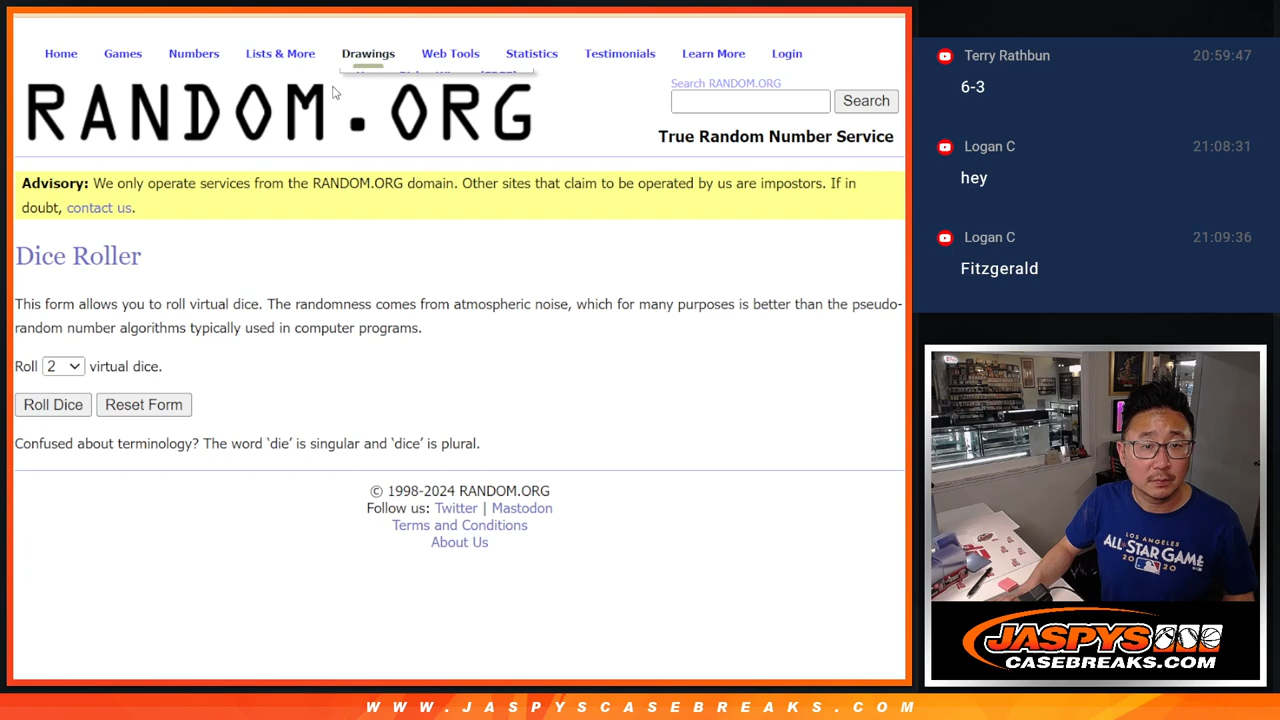 Home Games Numbers Lists & More Drawings Web Tools Statistics Testimonials Learn More Login
RANDOM.ORG
Search RANDOM.ORG
Search
True Random Number Service
Advisory: We only operate services from the RANDOM.ORG domain. Other sites that claim to be operated by us are impostors. If in
doubt, contact us.
Dice Roller
This form allows you to roll virtual dice. The randomness comes from atmospheric noise, which for many purposes is better than the pseudo-
random number algorithms typically used in computer programs.
Roll 2 virtual dice.
Roll Dice Reset Form
Confused about terminology? The word ‘die’ is singular and ‘dice’ is plural.
© 1998-2024 RANDOM.ORG
Follow us: Twitter | Mastodon
Terms and Conditions
About Us
Terry Rathbun 20:59:47
6-3
Logan C 21:08:31
hey
Logan C 21:09:36
Fitzgerald
LOS ANGELES
ALL STAR GAME
2020
JASPYS
CASEBREAKS.COM
WWW.JASPYSCASEBREAKS.COM